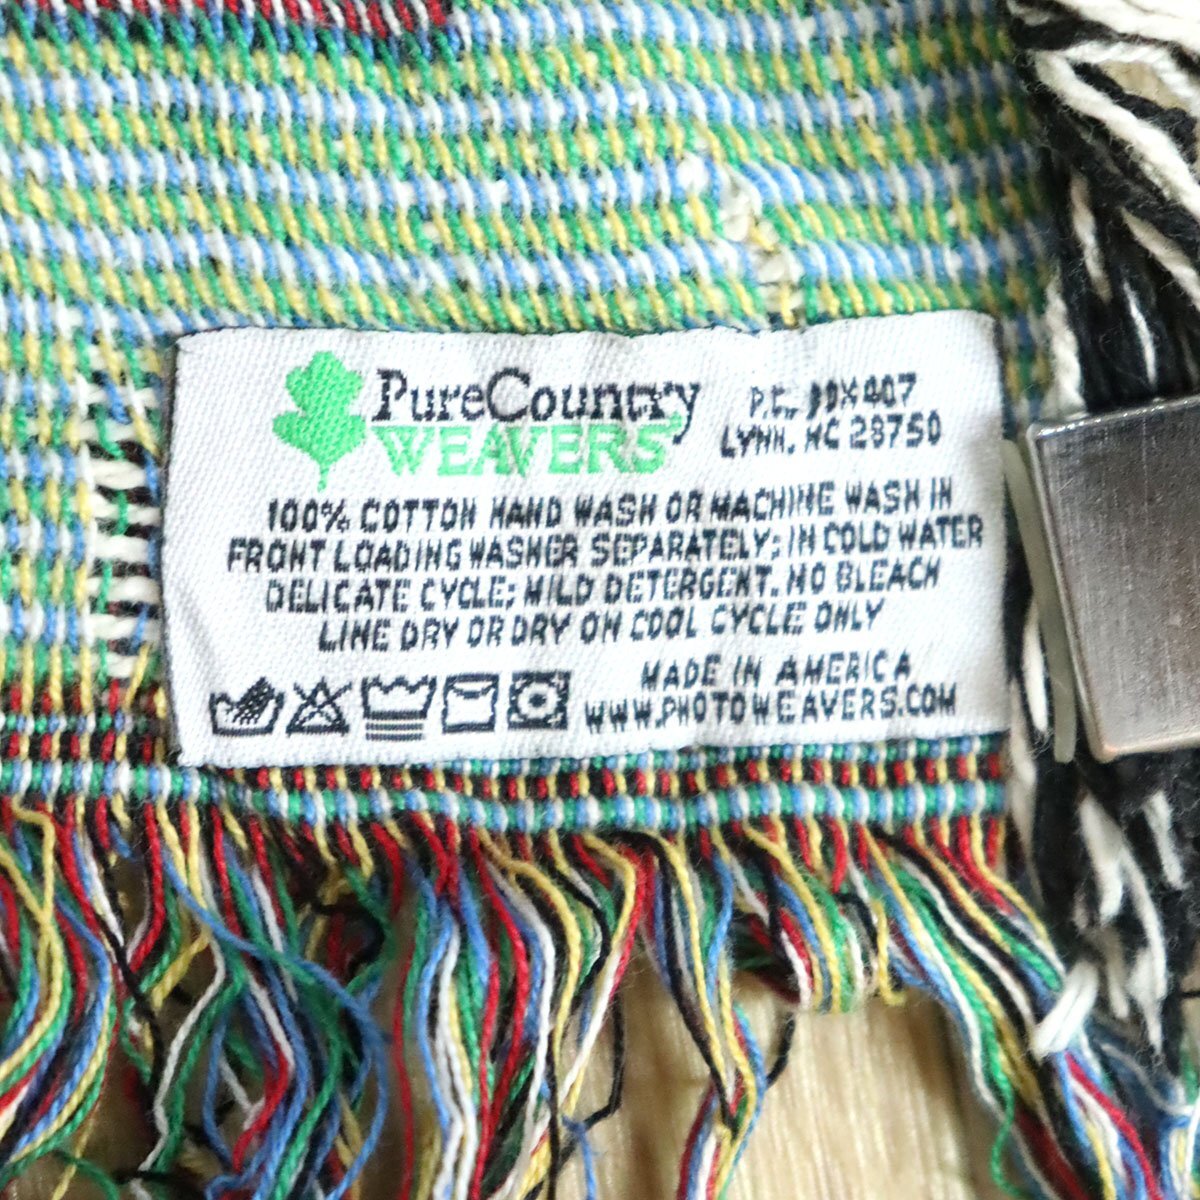 PureCountry
WEAVERS
P.O. BOX 407
LYNN, NC 28750
100% COTTON HAND WASH OR MACHINE WASH IN
FRONT LOADING WASHER SEPARATELY; IN COLD WATER
DELICATE CYCLE; MILD DETERGENT. NO BLEACH
LINE DRY OR DRY ON COOL CYCLE ONLY
MADE IN AMERICA
WWW.PHOTOWEAVERS.COM